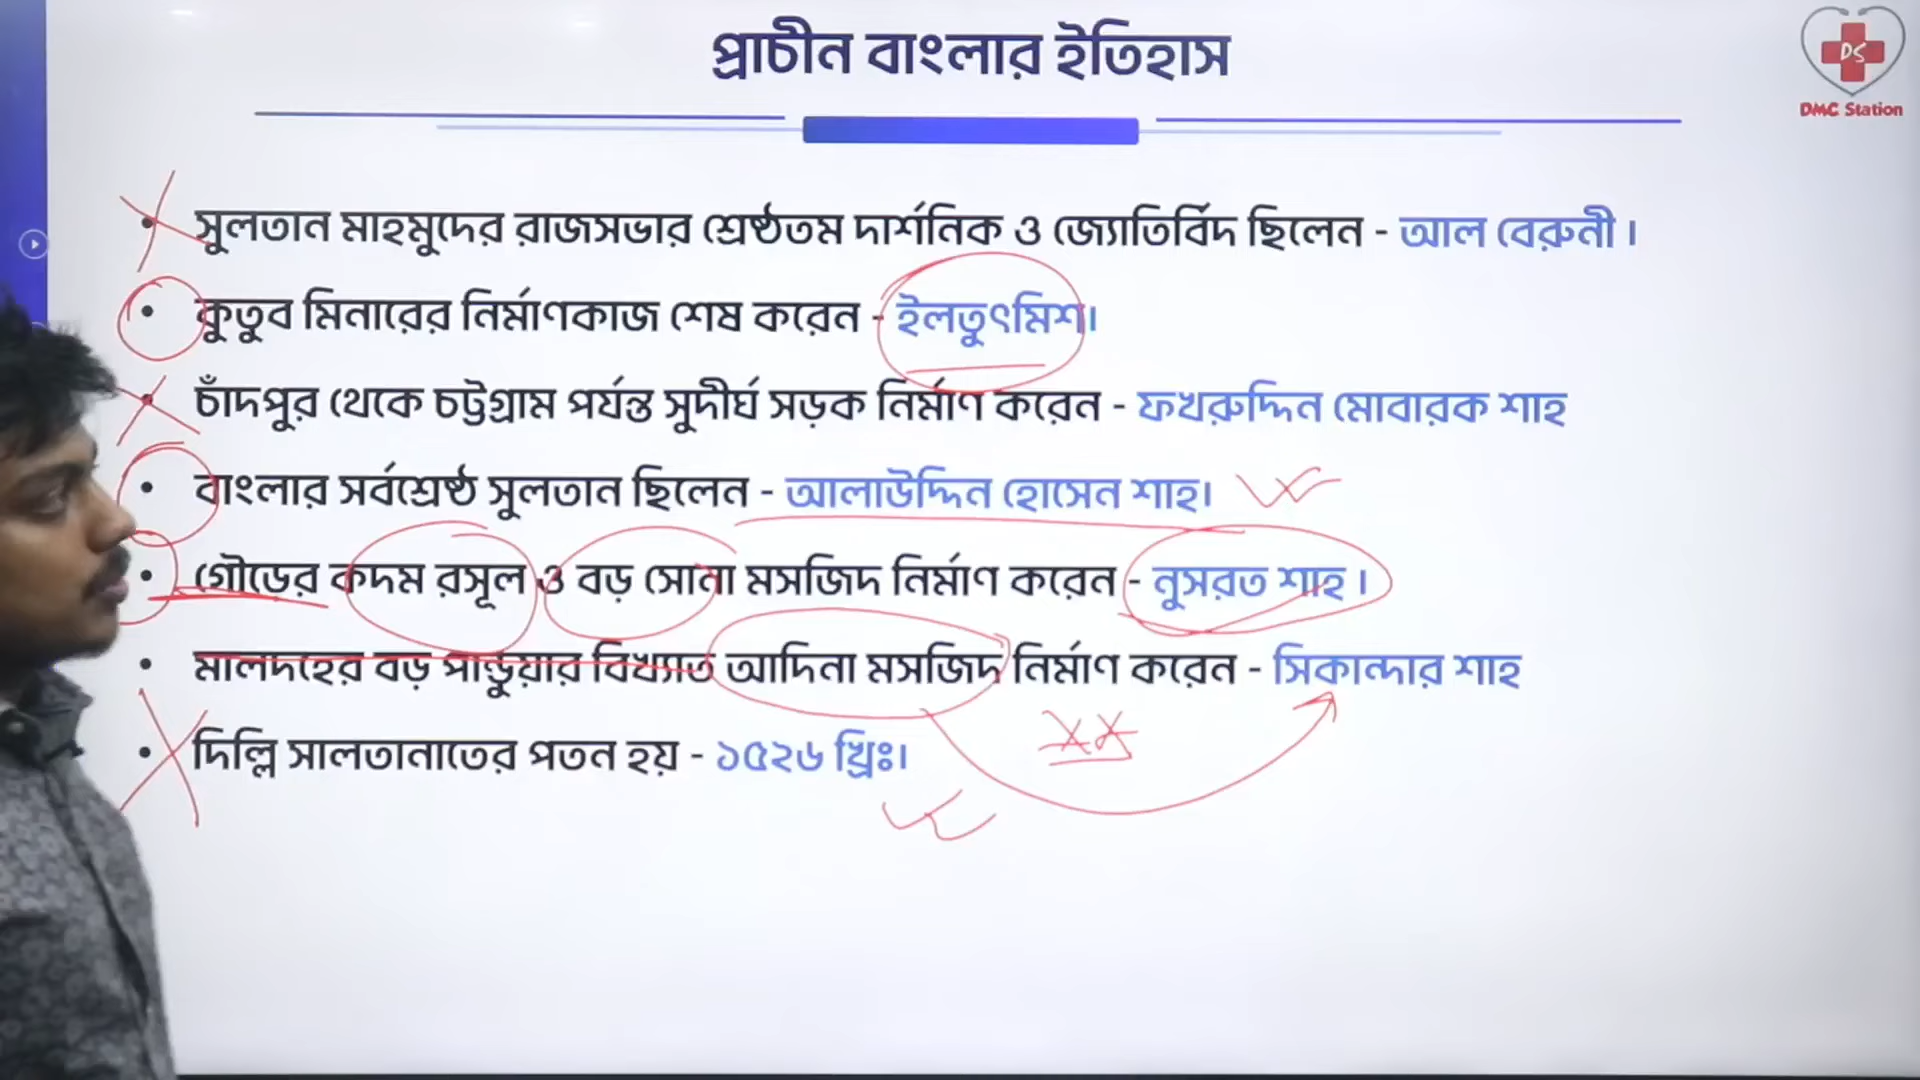 প্রাচীন বাংলার ইতিহাস
DS
DMC Station
• সুলতান মাহমুদের রাজসভার শ্রেষ্ঠতম দার্শনিক ও জ্যোতির্বিদ ছিলেন - আল বেরুনী ।
• কুতুব মিনারের নির্মাণকাজ শেষ করেন - ইলতুৎমিশ।
• চাঁদপুর থেকে চট্টগ্রাম পর্যন্ত সুদীর্ঘ সড়ক নির্মাণ করেন - ফখরুদ্দিন মোবারক শাহ
• বাংলার সর্বশ্রেষ্ঠ সুলতান ছিলেন - আলাউদ্দিন হোসেন শাহ।
• গৌড়ের কদম রসূল ও বড় সোনা মসজিদ নির্মাণ করেন - নুসরত শাহ ।
• মালদহের বড় পান্ডুয়ার বিখ্যাত আদিনা মসজিদ নির্মাণ করেন - সিকান্দার শাহ
• দিল্লি সালতানাতের পতন হয় - ১৫২৬ খ্রিঃ।